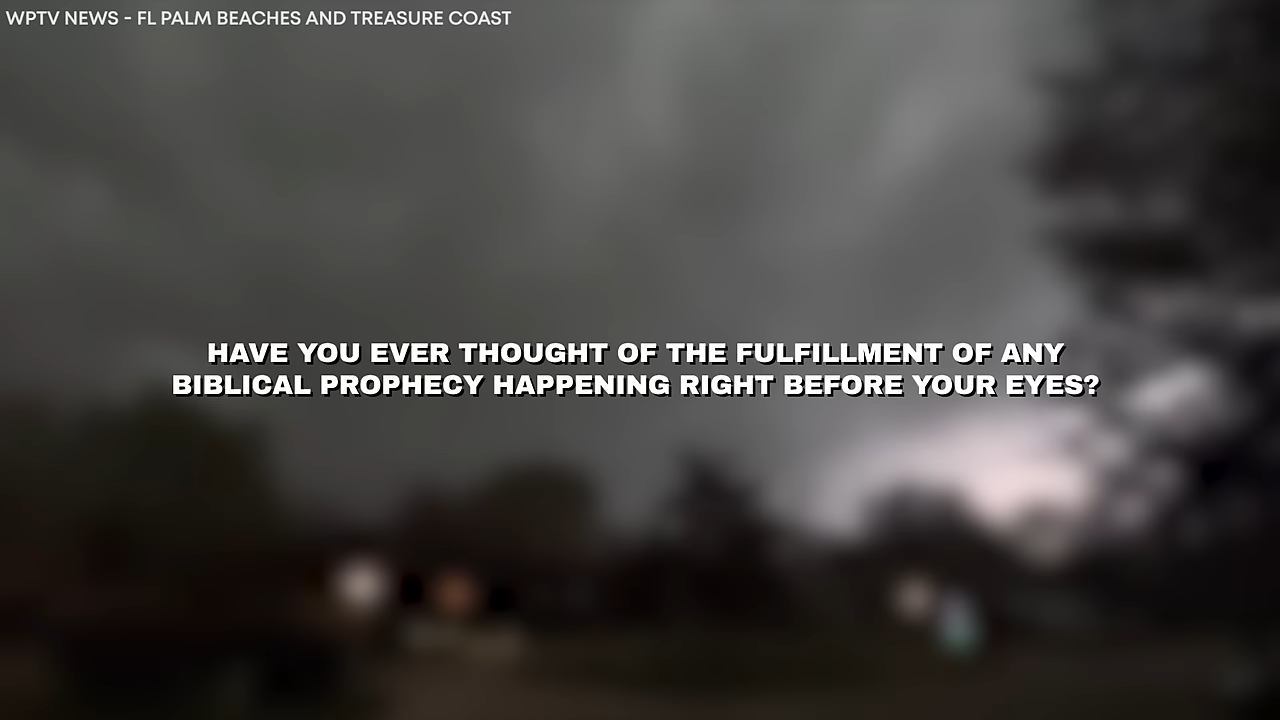 WPTV NEWS - FL PALM BEACHES AND TREASURE COAST
HAVE YOU EVER THOUGHT OF THE FULFILLMENT OF ANY
BIBLICAL PROPHECY HAPPENING RIGHT BEFORE YOUR EYES?